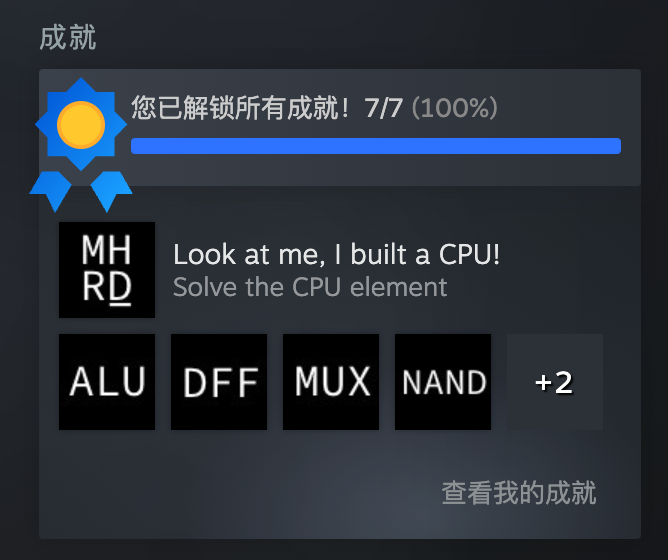 成就
您已解锁所有成就！7/7 (100%)
MH
RD
Look at me, I built a CPU!
Solve the CPU element
ALU DFF MUX NAND +2
查看我的成就